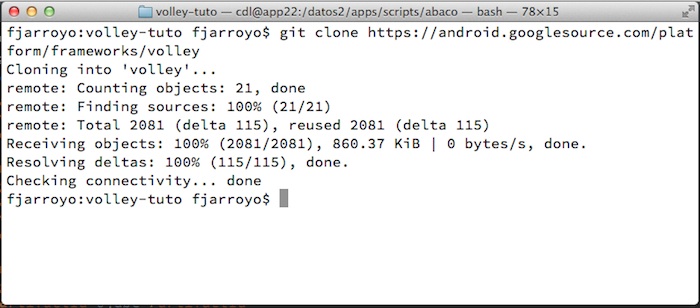 volley-tuto — cdl@app22:/datos2/apps/scripts/abaco — bash — 78×15
fjarroyo:volley-tuto fjarroyo$ git clone https://android.googlesource.com/plat
form/frameworks/volley
Cloning into 'volley'...
remote: Counting objects: 21, done
remote: Finding sources: 100% (21/21)
remote: Total 2081 (delta 115), reused 2081 (delta 115)
Receiving objects: 100% (2081/2081), 860.37 KiB | 0 bytes/s, done.
Resolving deltas: 100% (115/115), done.
Checking connectivity... done
fjarroyo:volley-tuto fjarroyo$